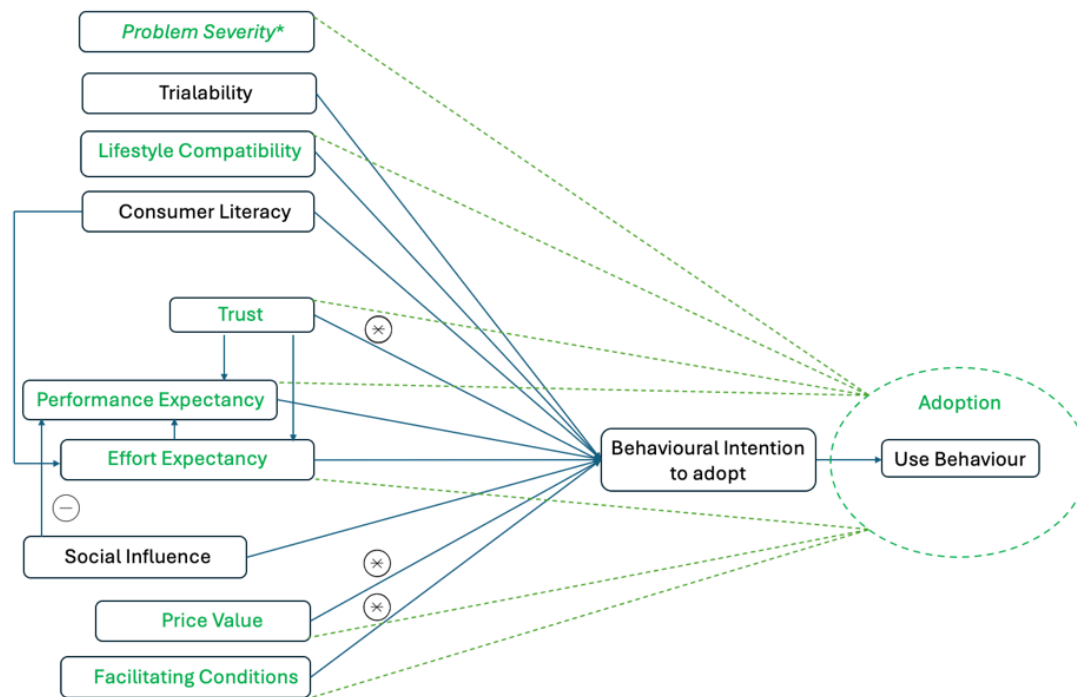 Problem Severity*
Trialability
Lifestyle Compatibility
Consumer Literacy
Trust
Performance Expectancy
Adoption
Effort Expectancy
Behavioural Intention
to adopt
Use Behaviour
Social Influence
Price Value
Facilitating Conditions